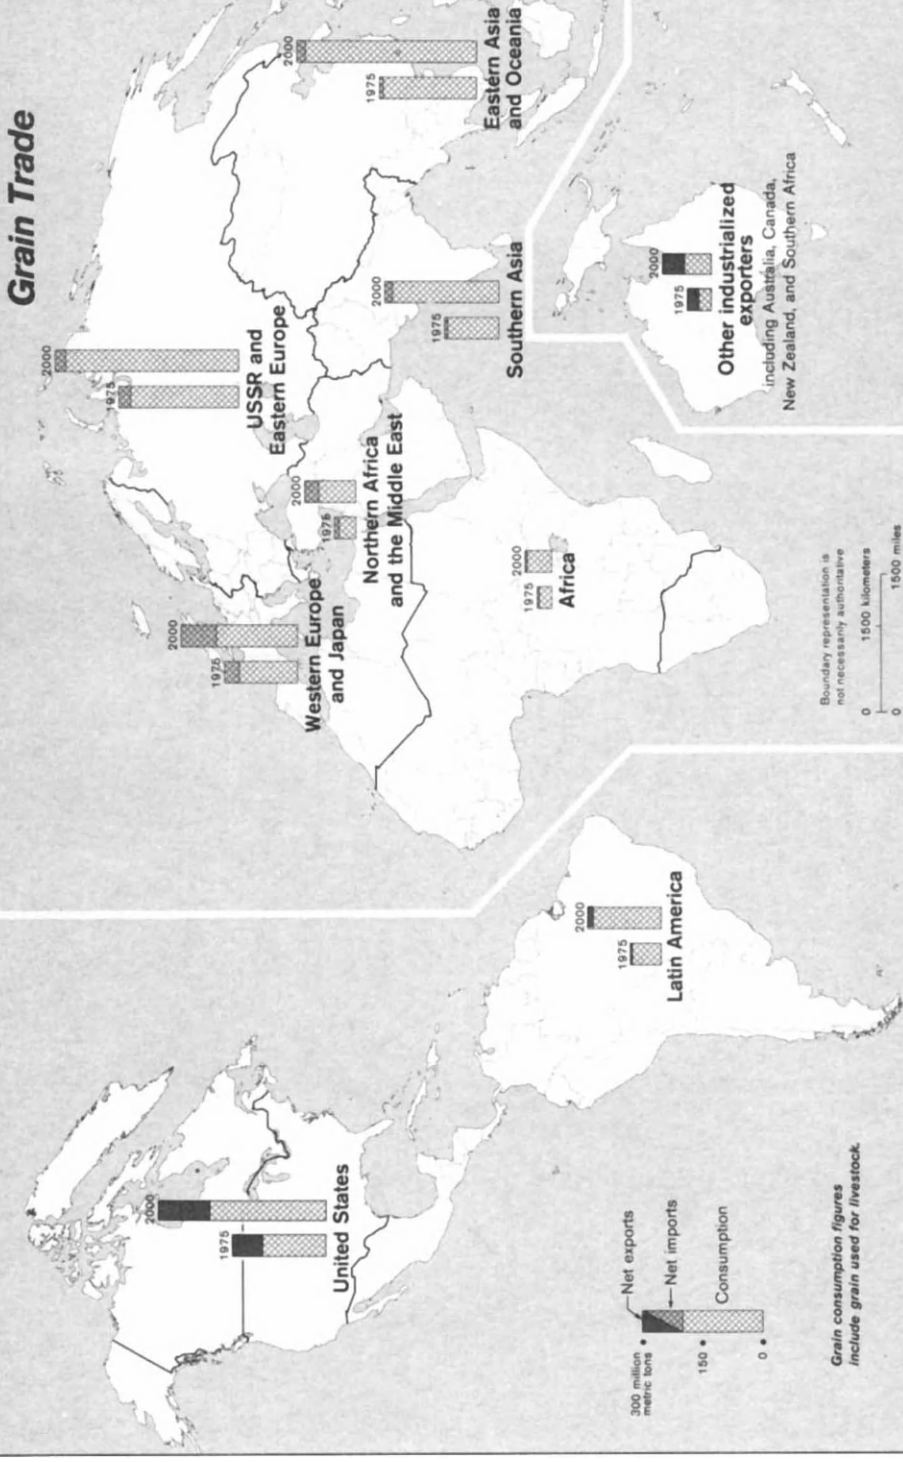 Grain Trade
2000
1975
United States
2000
1975
Western Europe
and Japan
2000
1975
USSR and
Eastern Europe
2000
1975
Eastern Asia
and Oceania
2000
1975
Northern Africa
and the Middle East
2000
1975
Southern Asia
1975
2000
Africa
2000
1975
Latin America
2000
1975
Other industrialized
exporters
including Australia, Canada,
New Zealand, and Southern Africa
300 million
metric tons
150
0
Net exports
Net imports
Consumption
Grain consumption figures
include grain used for livestock.
Boundary representation is
not necessarily authoritative
0 1500 kilometers
0 1500 miles